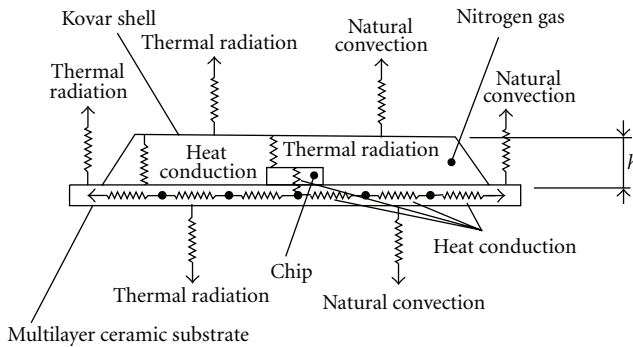 Kovar shell
Nitrogen gas
Thermal radiation
Natural
convection
Thermal
radiation
Natural
convection
Heat
conduction
Thermal radiation
h
Heat conduction
Chip
Thermal radiation
Natural convection
Multilayer ceramic substrate